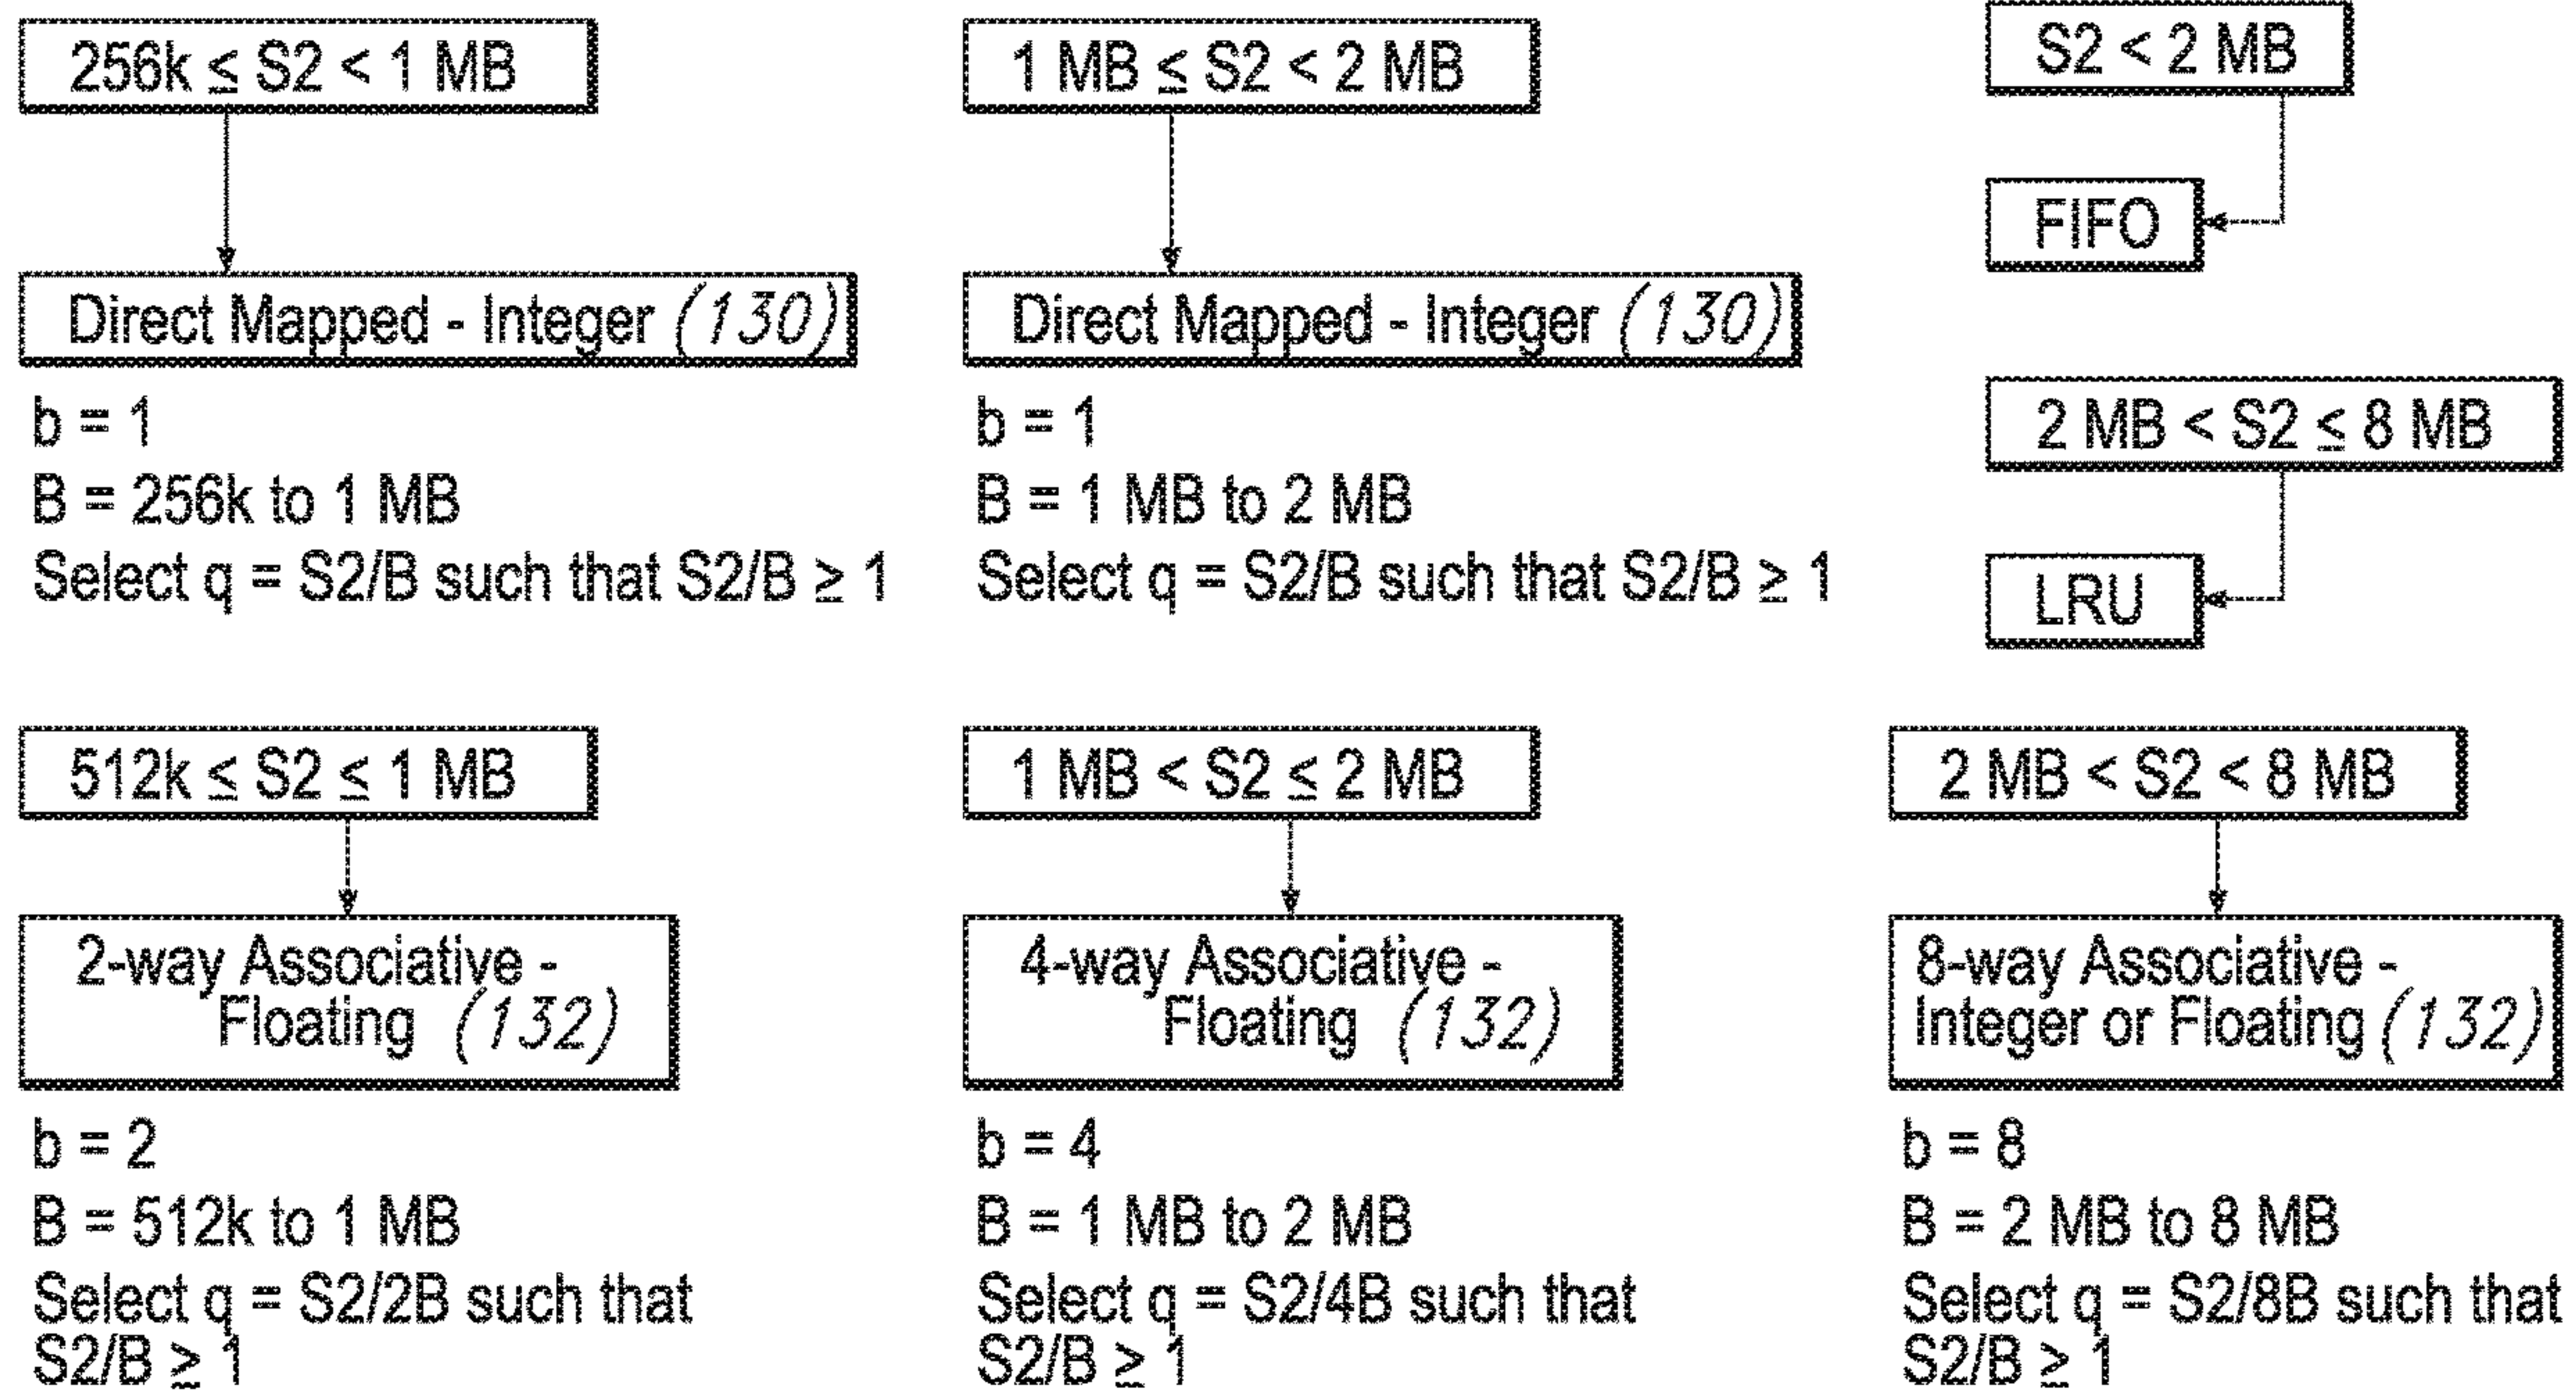 256k ≤ S2 < 1 MB
Direct Mapped - Integer (130)
b = 1
B = 256k to 1 MB
Select q = S2/B such that S2/B ≥ 1
1 MB ≤ S2 < 2 MB
Direct Mapped - Integer (130)
b = 1
B = 1 MB to 2 MB
Select q = S2/B such that S2/B ≥ 1
S2 < 2 MB
FIFO
2 MB < S2 ≤ 8 MB
LRU
512k ≤ S2 ≤ 1 MB
2-way Associative -
Floating (132)
b = 2
B = 512k to 1 MB
Select q = S2/2B such that
S2/B ≥ 1
1 MB < S2 ≤ 2 MB
4-way Associative -
Floating (132)
b = 4
B = 1 MB to 2 MB
Select q = S2/4B such that
S2/B ≥ 1
2 MB < S2 < 8 MB
8-way Associative -
Integer or Floating (132)
b = 8
B = 2 MB to 8 MB
Select q = S2/8B such that
S2/B ≥ 1